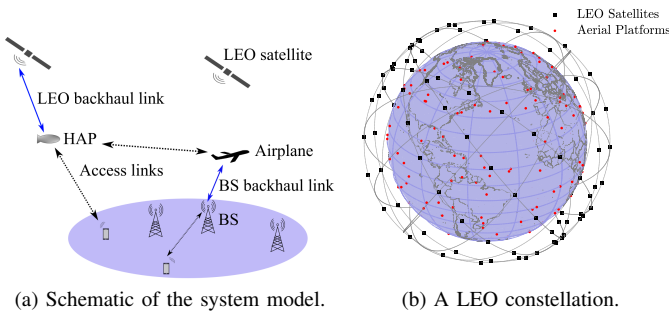 LEO satellite
LEO backhaul link
HAP
Airplane
Access links
BS backhaul link
BS
(a) Schematic of the system model.
LEO Satellites
Aerial Platforms
(b) A LEO constellation.